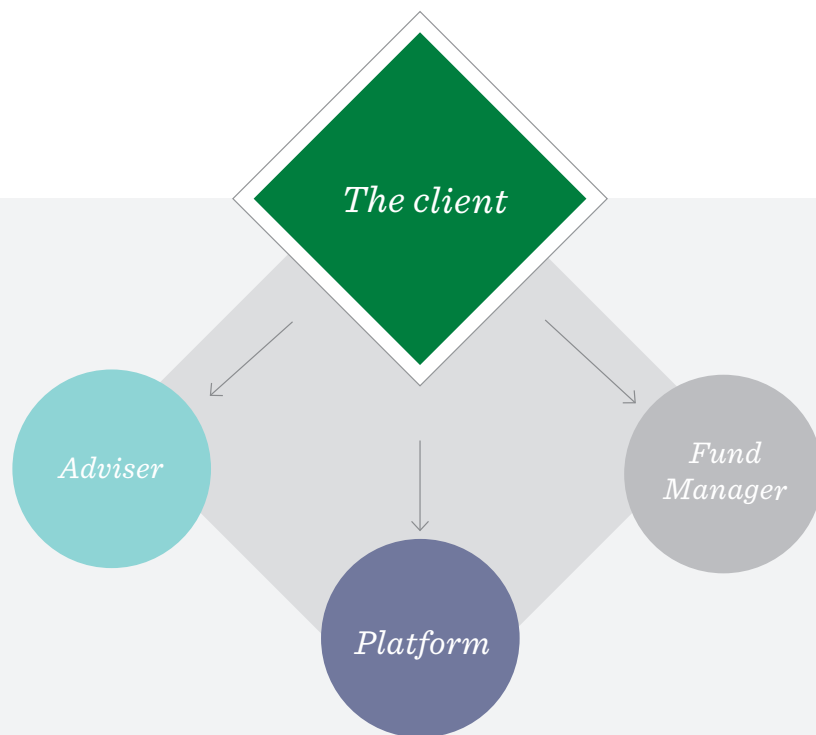 The client
Adviser
Fund
Manager
Platform